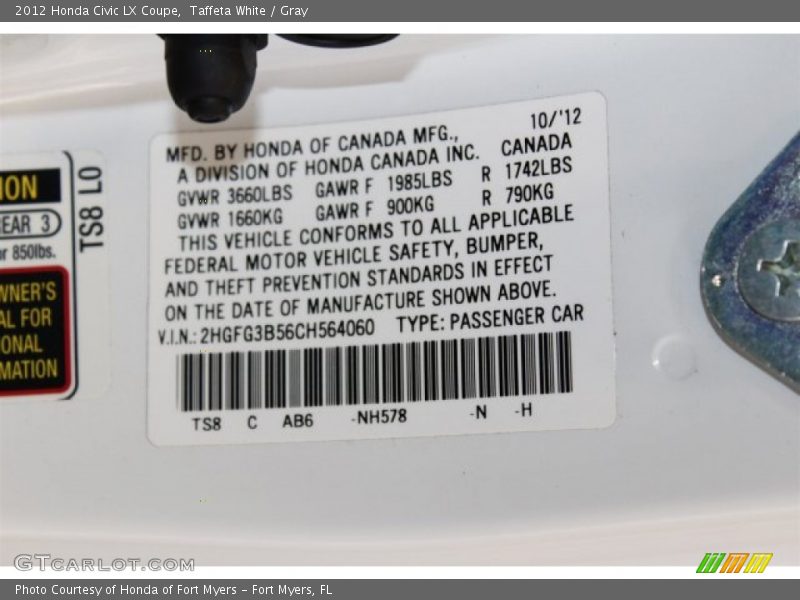 2012 Honda Civic LX Coupe,  Taffeta White / Gray
ION
EAR 3
or 850lbs.
WNER'S
AL FOR
IONAL
MATION
TS8 L0
10/'12
MFD. BY HONDA OF CANADA MFG.,
A DIVISION OF HONDA CANADA INC. CANADA
GVWR 3660LBS GAWR F 1985LBS R 1742LBS
GVWR 1660KG GAWR F 900KG R 790KG
THIS VEHICLE CONFORMS TO ALL APPLICABLE
FEDERAL MOTOR VEHICLE SAFETY, BUMPER,
AND THEFT PREVENTION STANDARDS IN EFFECT
ON THE DATE OF MANUFACTURE SHOWN ABOVE.
V.I.N.: 2HGFG3B56CH564060 TYPE: PASSENGER CAR
TS8 C AB6 -NH578 -N -H
GTCARLOT.COM
Photo Courtesy of Honda of Fort Myers – Fort Myers, FL